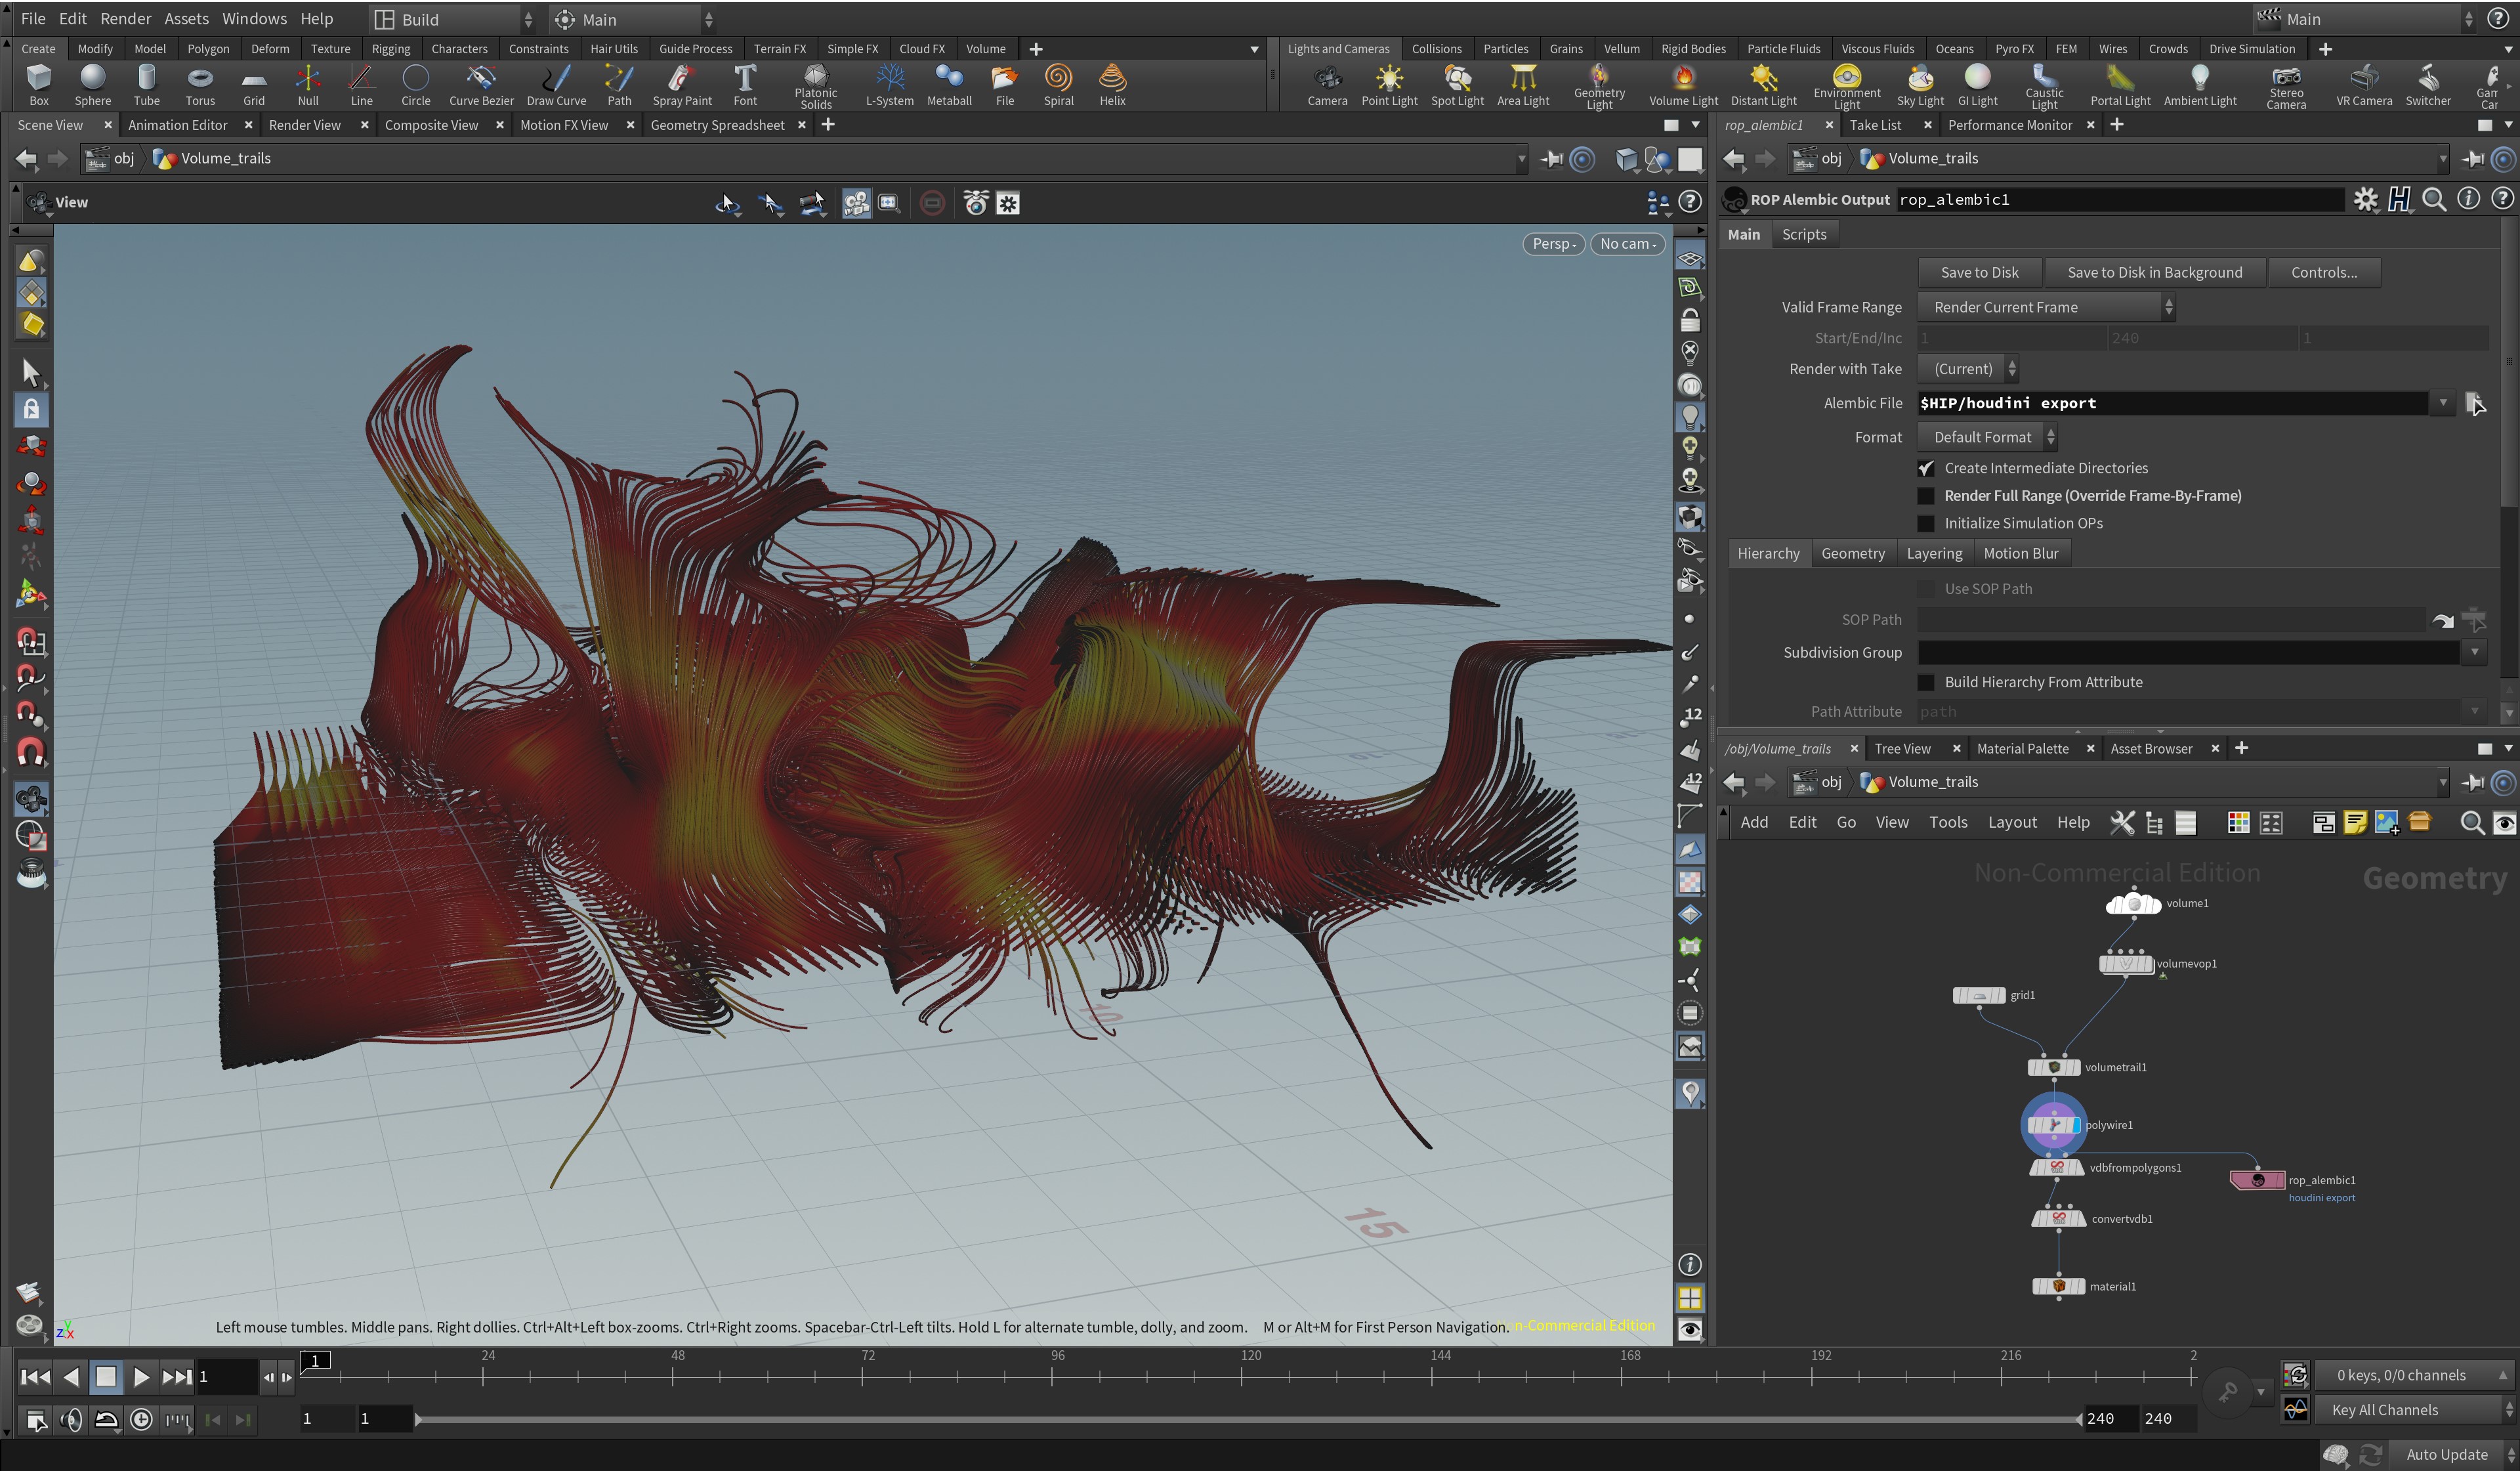 File Edit Render Assets Windows Help Build Main Main
Create Modify Model Polygon Deform Texture Rigging Characters Constraints Hair Utils Guide Process Terrain FX Simple FX Cloud FX Volume
Lights and Cameras Collisions Particles Grains Vellum Rigid Bodies Particle Fluids Viscous Fluids Oceans Pyro FX FEM Wires Crowds Drive Simulation
Box Sphere Tube Torus Grid Null Line Circle Curve Bezier Draw Curve Path Spray Paint Font Platonic Solids L-System Metaball File Spiral Helix
Camera Point Light Spot Light Area Light Geometry Light Volume Light Distant Light Environment Light Sky Light GI Light Caustic Light Portal Light Ambient Light Stereo Camera VR Camera Switcher
Scene View Animation Editor Render View Composite View Motion FX View Geometry Spreadsheet
obj Volume_trails
View
Persp No cam
12
12
10
15
Left mouse tumbles. Middle pans. Right dollies. Ctrl+Alt+Left box-zooms. Ctrl+Right zooms. Spacebar-Ctrl-Left tilts. Hold L for alternate tumble, dolly, and zoom. M or Alt+M for First Person Navigation.
n-Commercial Edition
rop_alembic1 Take List Performance Monitor
obj Volume_trails
ROP Alembic Output rop_alembic1
Main Scripts
Save to Disk Save to Disk in Background Controls...
Valid Frame Range Render Current Frame
Start/End/Inc 1 240 1
Render with Take (Current)
Alembic File $HIP/houdini export
Format Default Format
Create Intermediate Directories
Render Full Range (Override Frame-By-Frame)
Initialize Simulation OPs
Hierarchy Geometry Layering Motion Blur
Use SOP Path
SOP Path
Subdivision Group
Build Hierarchy From Attribute
Path Attribute path
/obj/Volume_trails Tree View Material Palette Asset Browser
obj Volume_trails
Add Edit Go View Tools Layout Help
Non-Commercial Edition Geometry
volume1
volumevop1
grid1
volumetrail1
polywire1
vdbfrompolygons1
rop_alembic1
houdini export
convertvdb1
material1
1 1 24 48 72 96 120 144 168 192 216 2
0 keys, 0/0 channels
1 1 240 240 Key All Channels
Auto Update